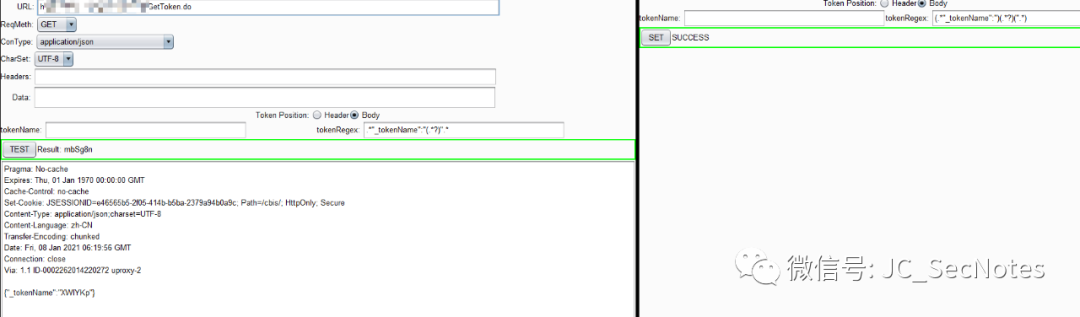 URL: GetToken.do
ReqMeth: GET
ConType: application/json
CharSet: UTF-8
Headers:
Data:
Token Position: Header Body
tokenName: tokenRegex: .*"_tokenName":"(.*?)".*
TEST Result: mbSg8n
Pragma: No-cache
Expires: Thu, 01 Jan 1970 00:00:00 GMT
Cache-Control: no-cache
Set-Cookie: JSESSIONID=e46565b5-2f05-414b-b5ba-2379a94b0a9c; Path=/cbis/; HttpOnly; Secure
Content-Type: application/json;charset=UTF-8
Content-Language: zh-CN
Transfer-Encoding: chunked
Date: Fri, 08 Jan 2021 06:19:56 GMT
Connection: close
Via: 1.1 ID-0002262014220272 uproxy-2
{"_tokenName":"XWlYKp"}
Token Position: Header Body
tokenName: tokenRegex: (.*"_tokenName":")(.*?)(".*)
SET SUCCESS
微信号: JC_SecNotes